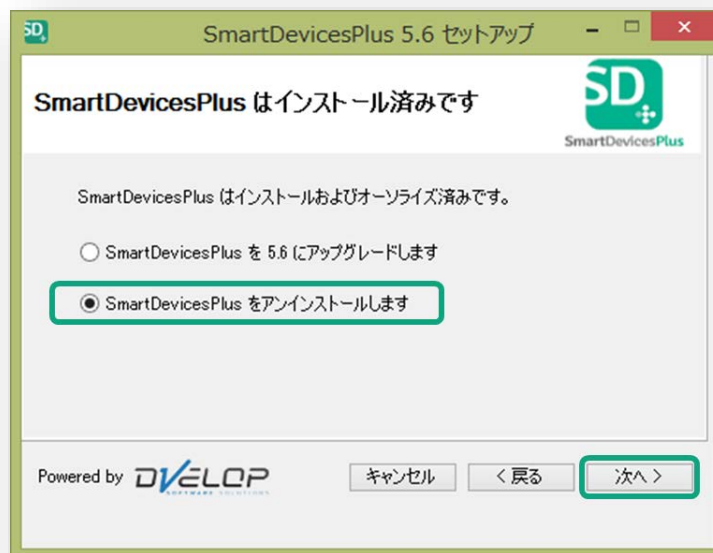 SD
SmartDevicesPlus 5.6 セットアップ
SmartDevicesPlus はインストール済みです
SD
SmartDevicesPlus
SmartDevicesPlus はインストールおよびオーソライズ済みです。
SmartDevicesPlus を 5.6 にアップグレードします
SmartDevicesPlus をアンインストールします
Powered by DVELOP
SOFTWARE SOLUTIONS
キャンセル
< 戻る
次へ >